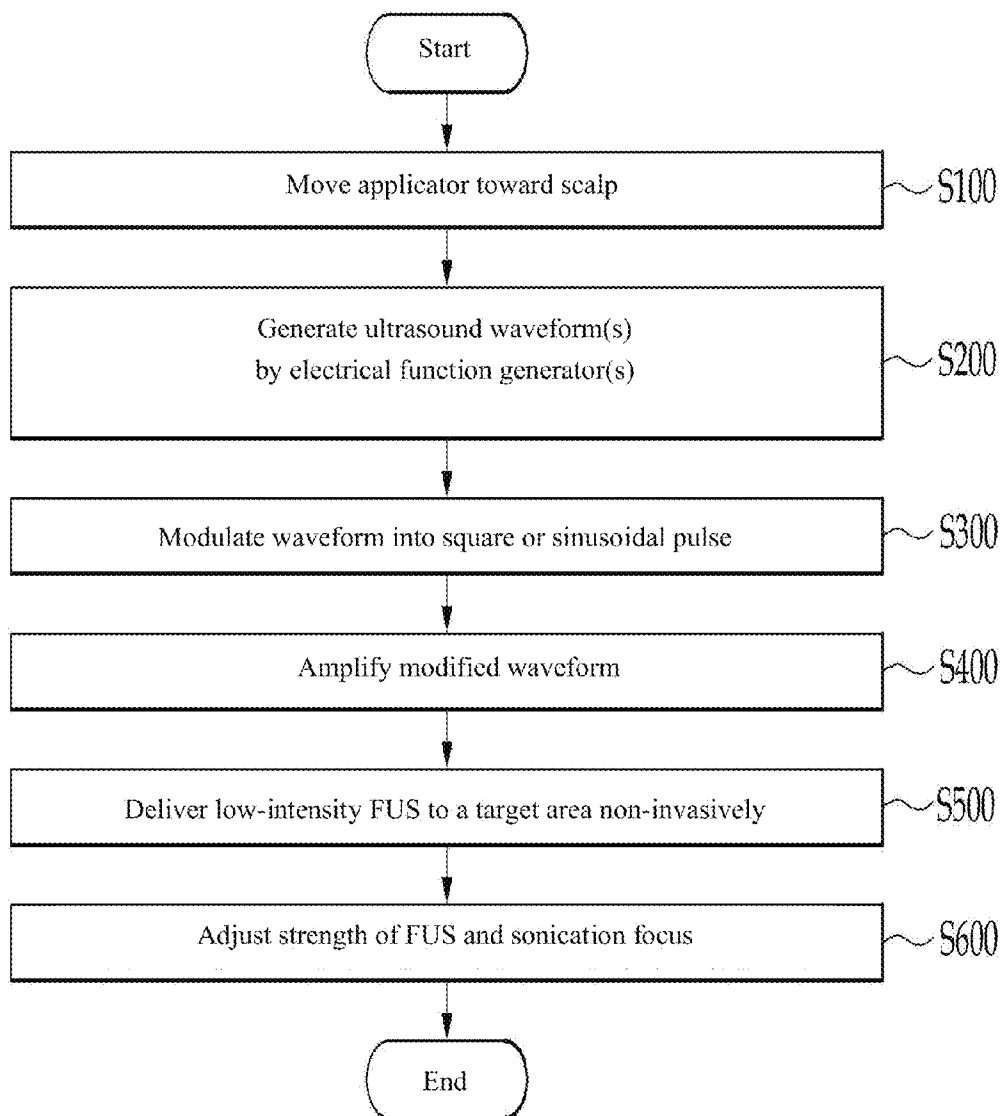 Start
Move applicator toward scalp
S100
Generate ultrasound waveform(s)
by electrical function generator(s)
S200
Modulate waveform into square or sinusoidal pulse
S300
Amplify modified waveform
S400
Deliver low-intensity FUS to a target area non-invasively
S500
Adjust strength of FUS and sonication focus
S600
End